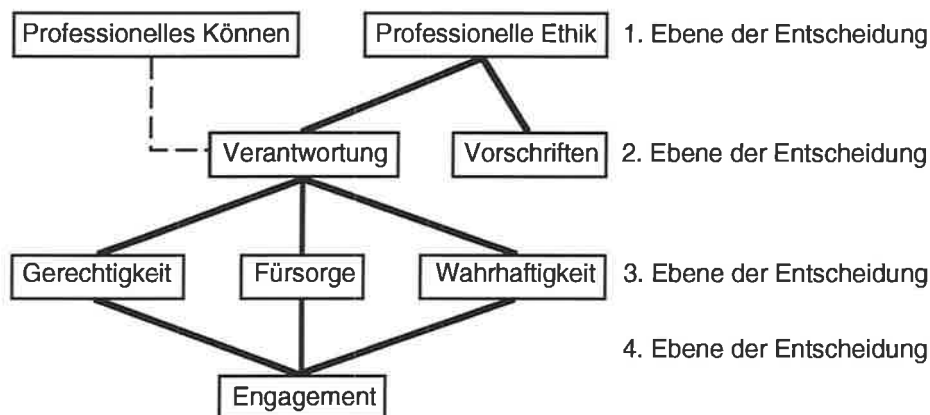 Professionelles Können
Professionelle Ethik
1. Ebene der Entscheidung
Verantwortung
Vorschriften
2. Ebene der Entscheidung
Gerechtigkeit
Fürsorge
Wahrhaftigkeit
3. Ebene der Entscheidung
4. Ebene der Entscheidung
Engagement